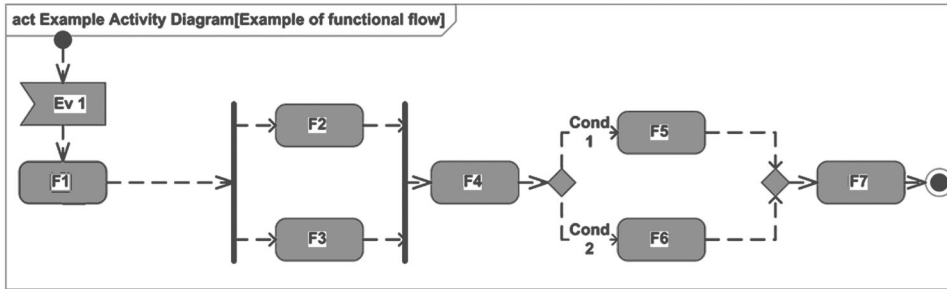 act Example Activity Diagram[Example of functional flow]
Ev 1
F1
F2
F3
F4
Cond
1
F5
Cond
2
F6
F7